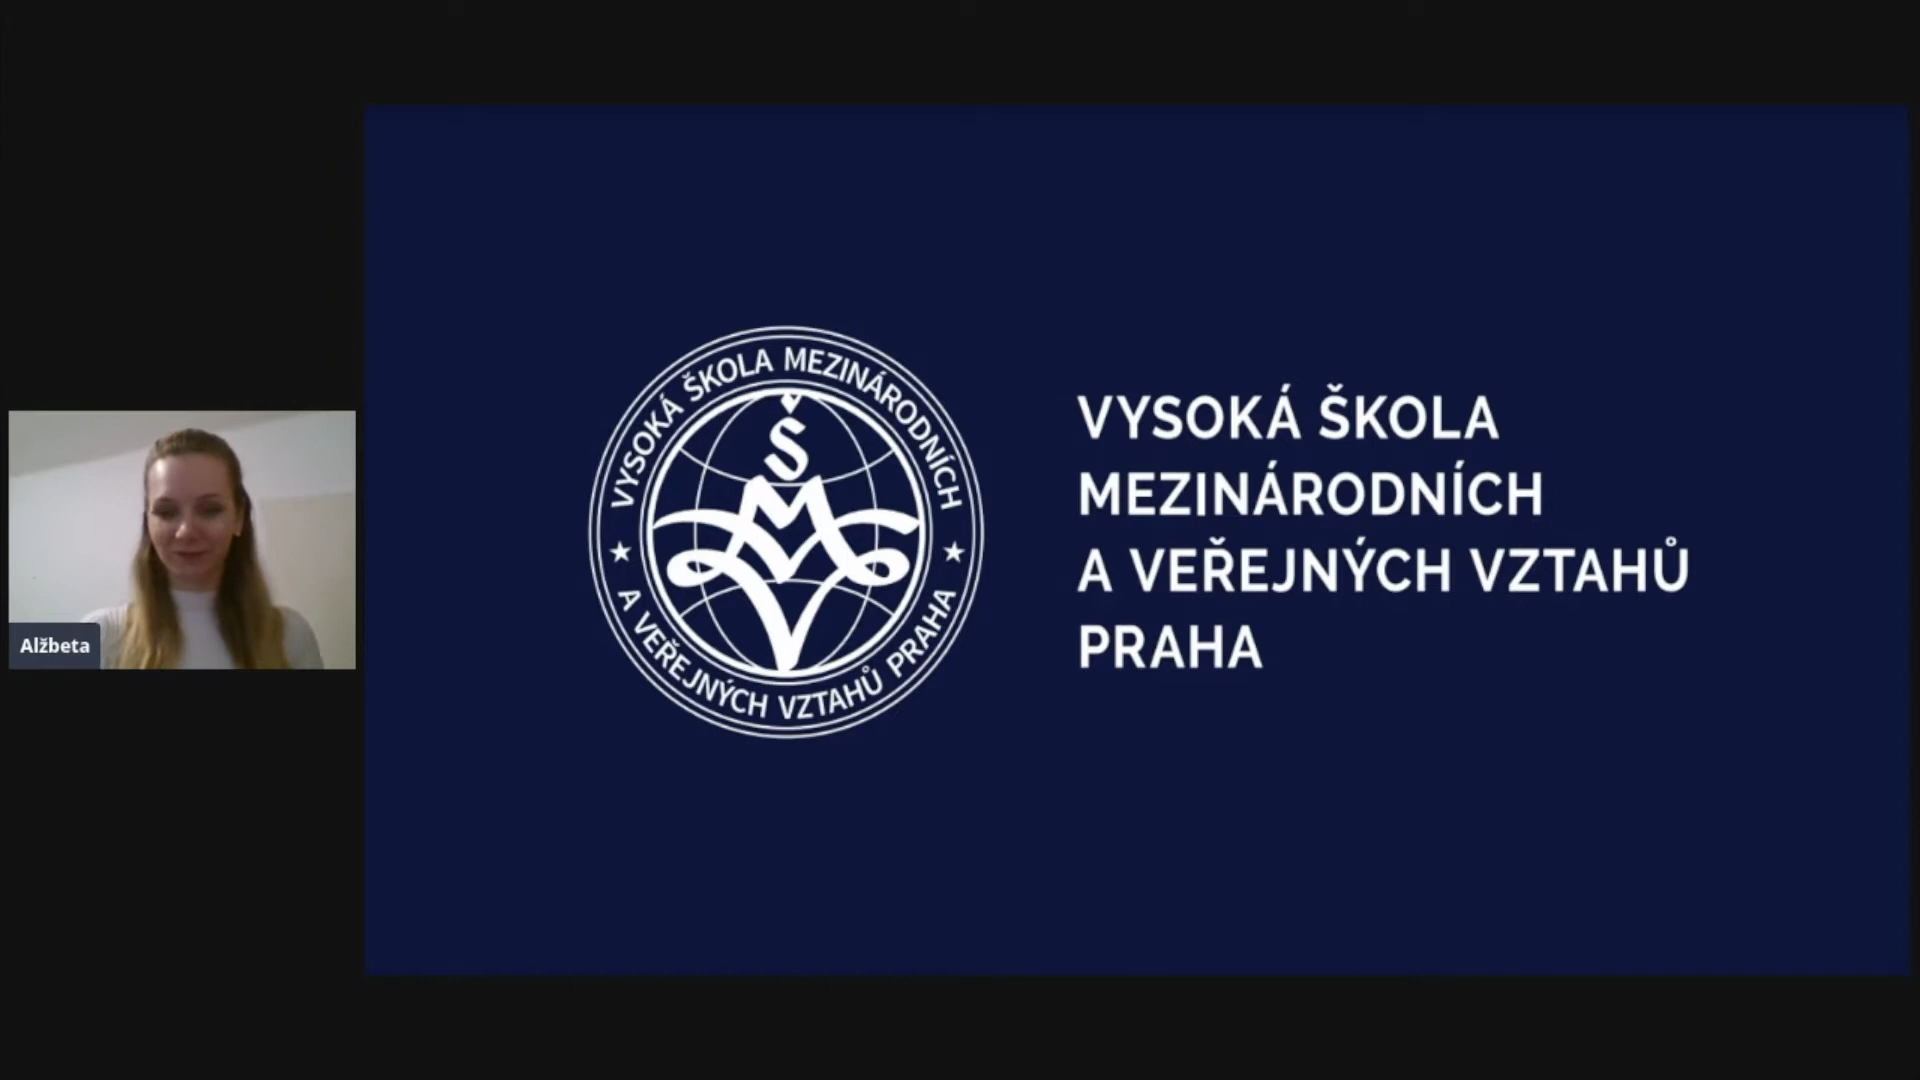 Alžbeta
VYSOKÁ ŠKOLA MEZINÁRODNÍCH
A VEŘEJNÝCH VZTAHŮ PRAHA
Š
M
V
VYSOKÁ ŠKOLA
MEZINÁRODNÍCH
A VEŘEJNÝCH VZTAHŮ
PRAHA